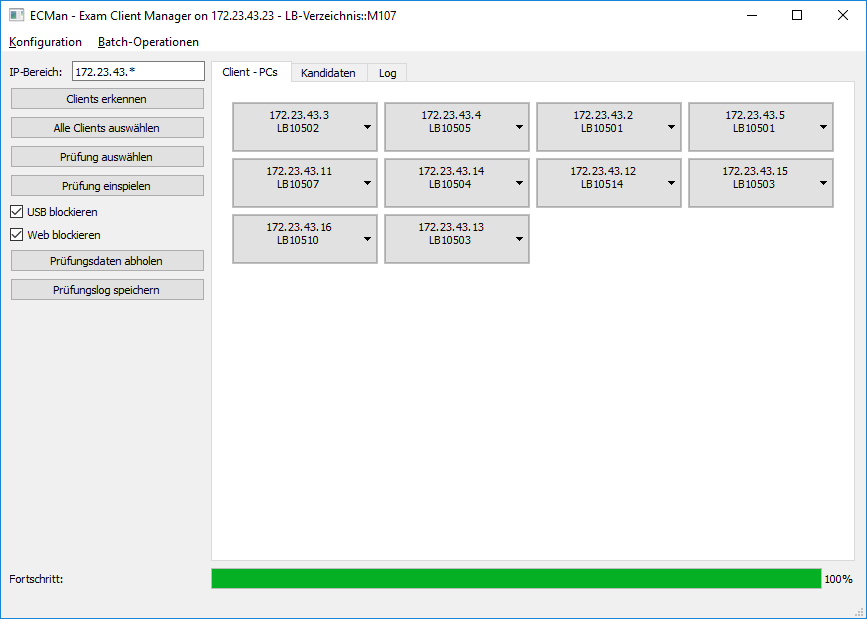 ECMan - Exam Client Manager on 172.23.43.23 - LB-Verzeichnis::M107
Konfiguration Batch-Operationen
IP-Bereich: 172.23.43.*
Clients erkennen
Alle Clients auswählen
Prüfung auswählen
Prüfung einspielen
USB blockieren
Web blockieren
Prüfungsdaten abholen
Prüfungslog speichern
Client - PCs Kandidaten Log
172.23.43.3
LB10502
172.23.43.4
LB10505
172.23.43.2
LB10501
172.23.43.5
LB10501
172.23.43.11
LB10507
172.23.43.14
LB10504
172.23.43.12
LB10514
172.23.43.15
LB10503
172.23.43.16
LB10510
172.23.43.13
LB10503
Fortschritt: 100%